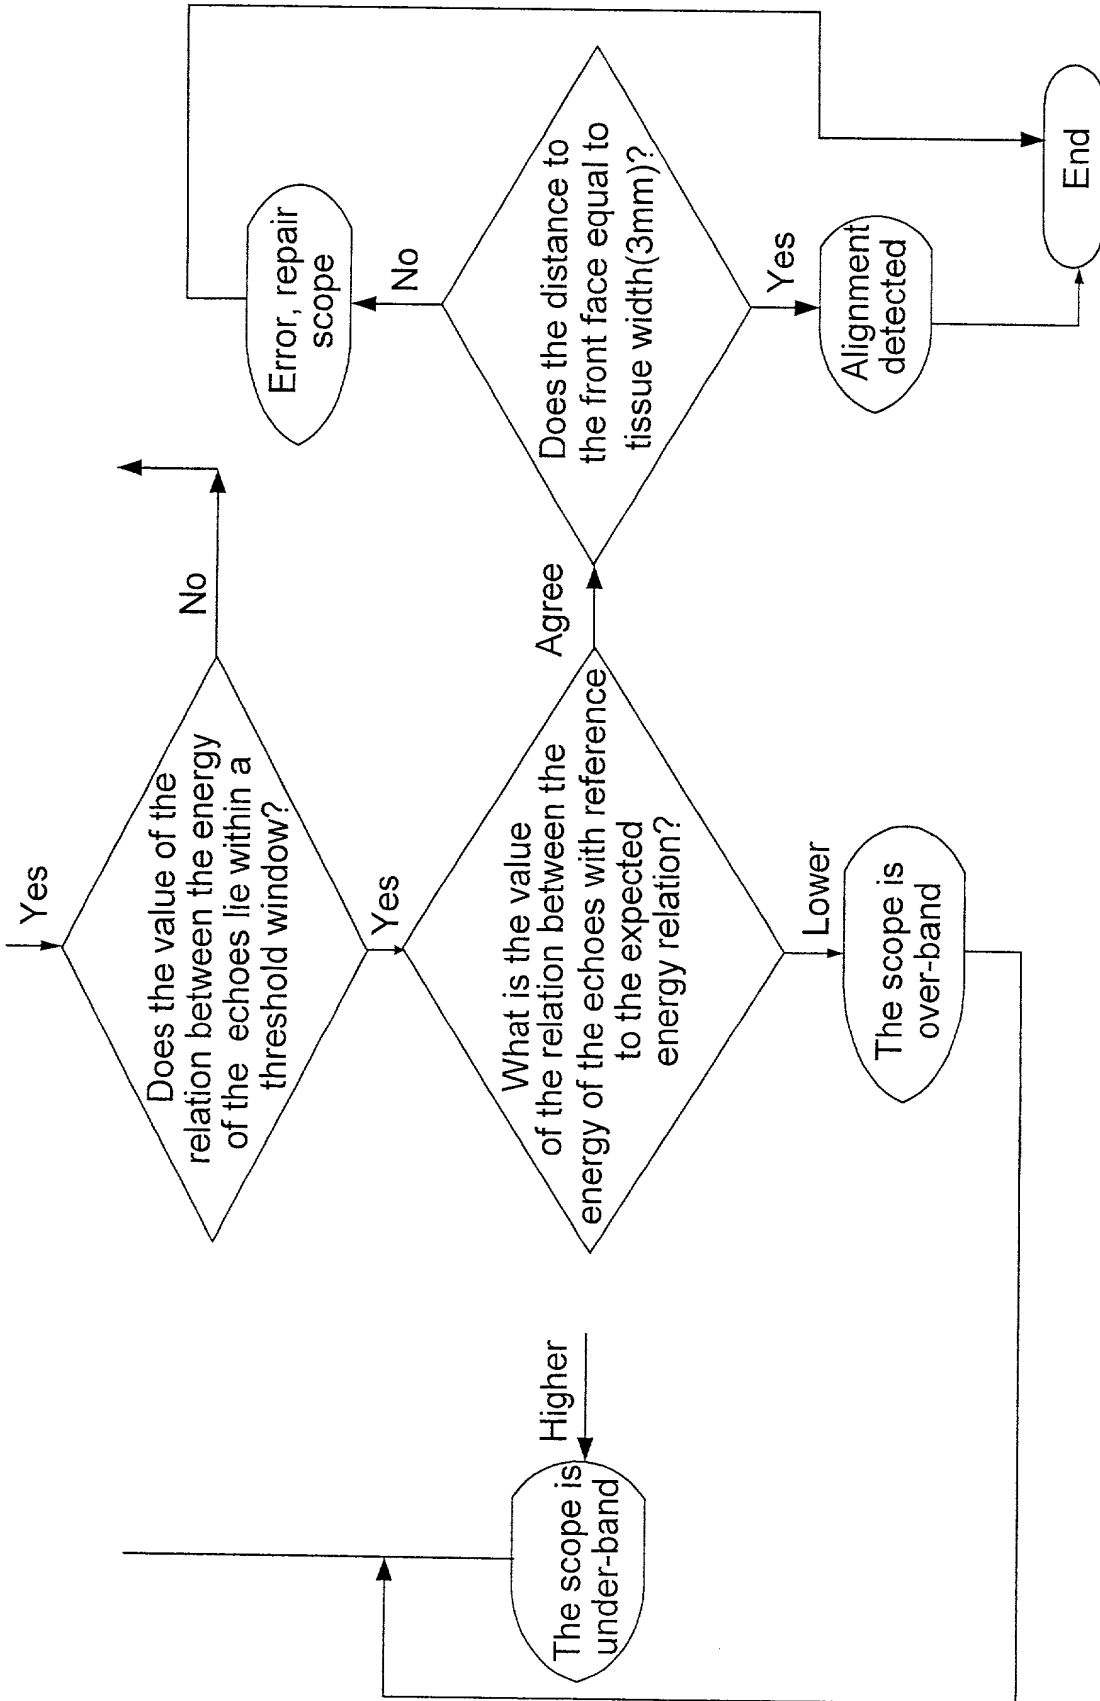 Yes
Does the value of the
relation between the energy
of the echoes lie within a
threshold window?
No
Yes
What is the value
of the relation between the
energy of the echoes with reference
to the expected
energy relation?
Higher
The scope is
under-band
Agree
Lower
The scope is
over-band
Does the distance to
the front face equal to
tissue width(3mm)?
No
Error, repair
scope
Yes
Alignment
detected
End